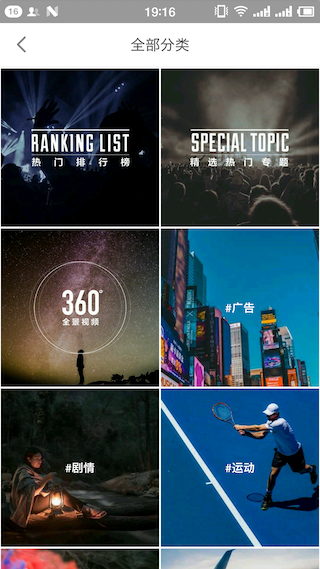 16
19:16
全部分类
RANKING LIST
热门排行榜
SPECIAL TOPIC
精选热门专题
360°
全景视频
#广告
#剧情
#运动